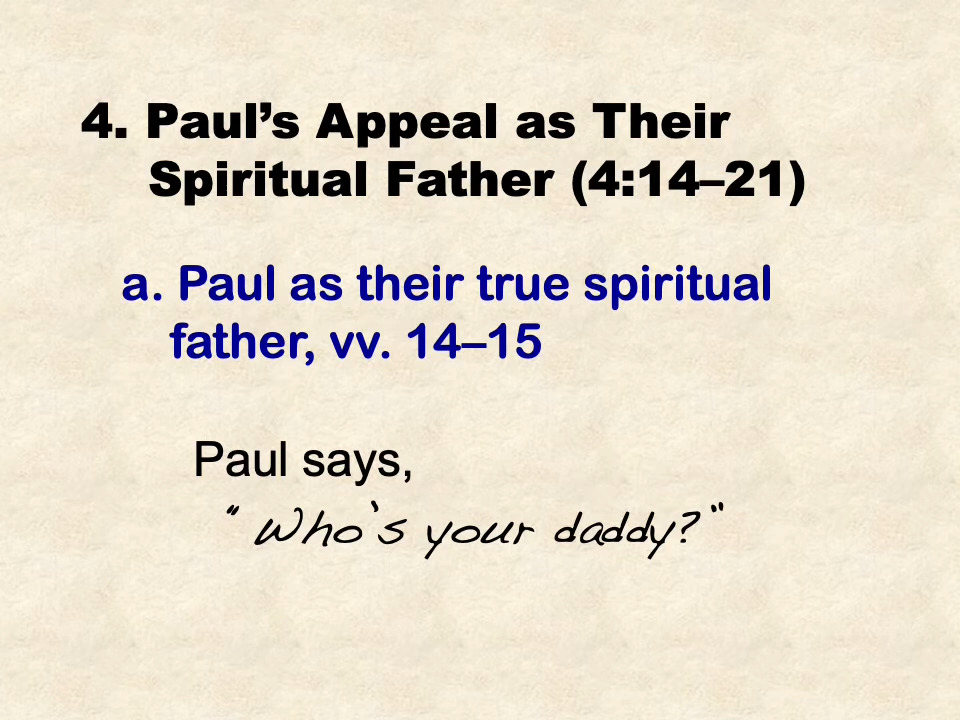 4. Paul’s Appeal as Their
Spiritual Father (4:14–21)
a. Paul as their true spiritual
father, vv. 14–15
Paul says,
"Who's your daddy?"